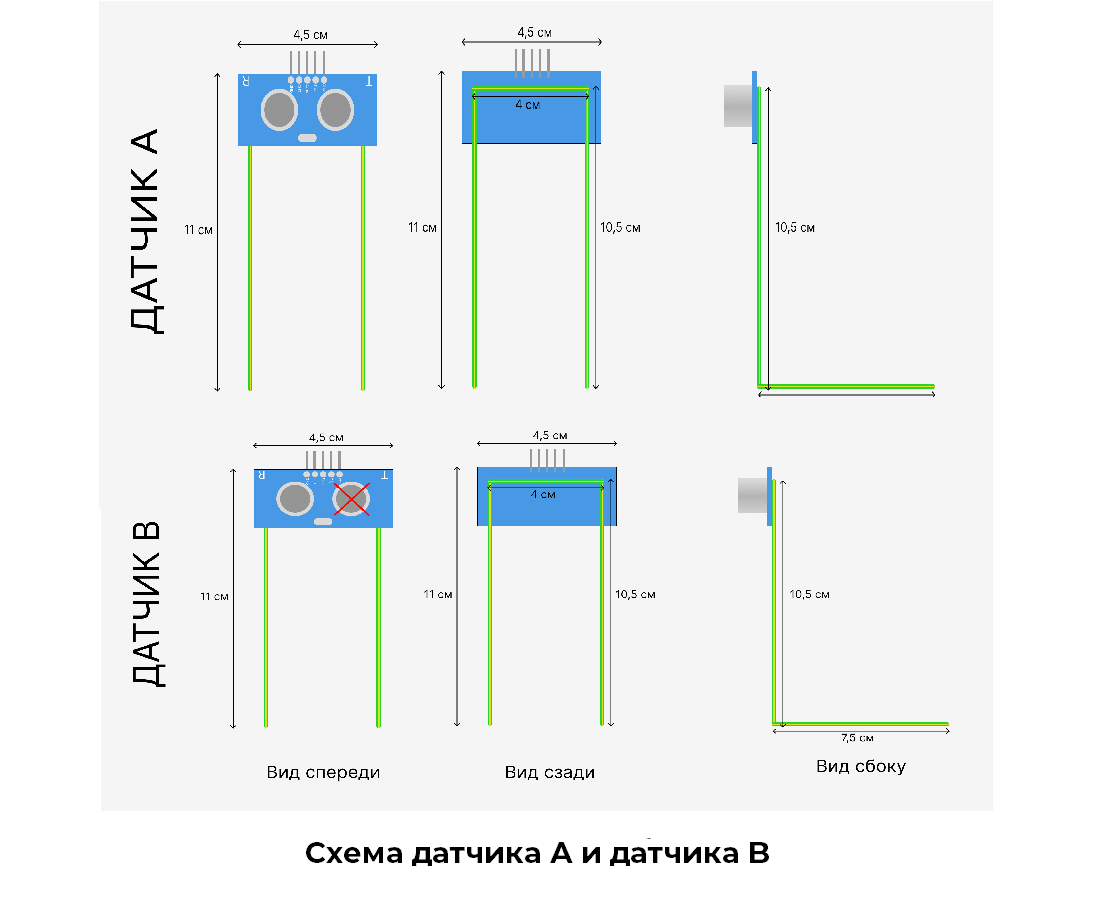 4,5 см
4,5 см
R
T
4 см
ДАТЧИК А
11 см
11 см
10,5 см
10,5 см
4,5 см
4,5 см
R
T
4 см
ДАТЧИК В
11 см
11 см
10,5 см
10,5 см
7,5 см
Вид спереди
Вид сзади
Вид сбоку
Схема датчика А и датчика В